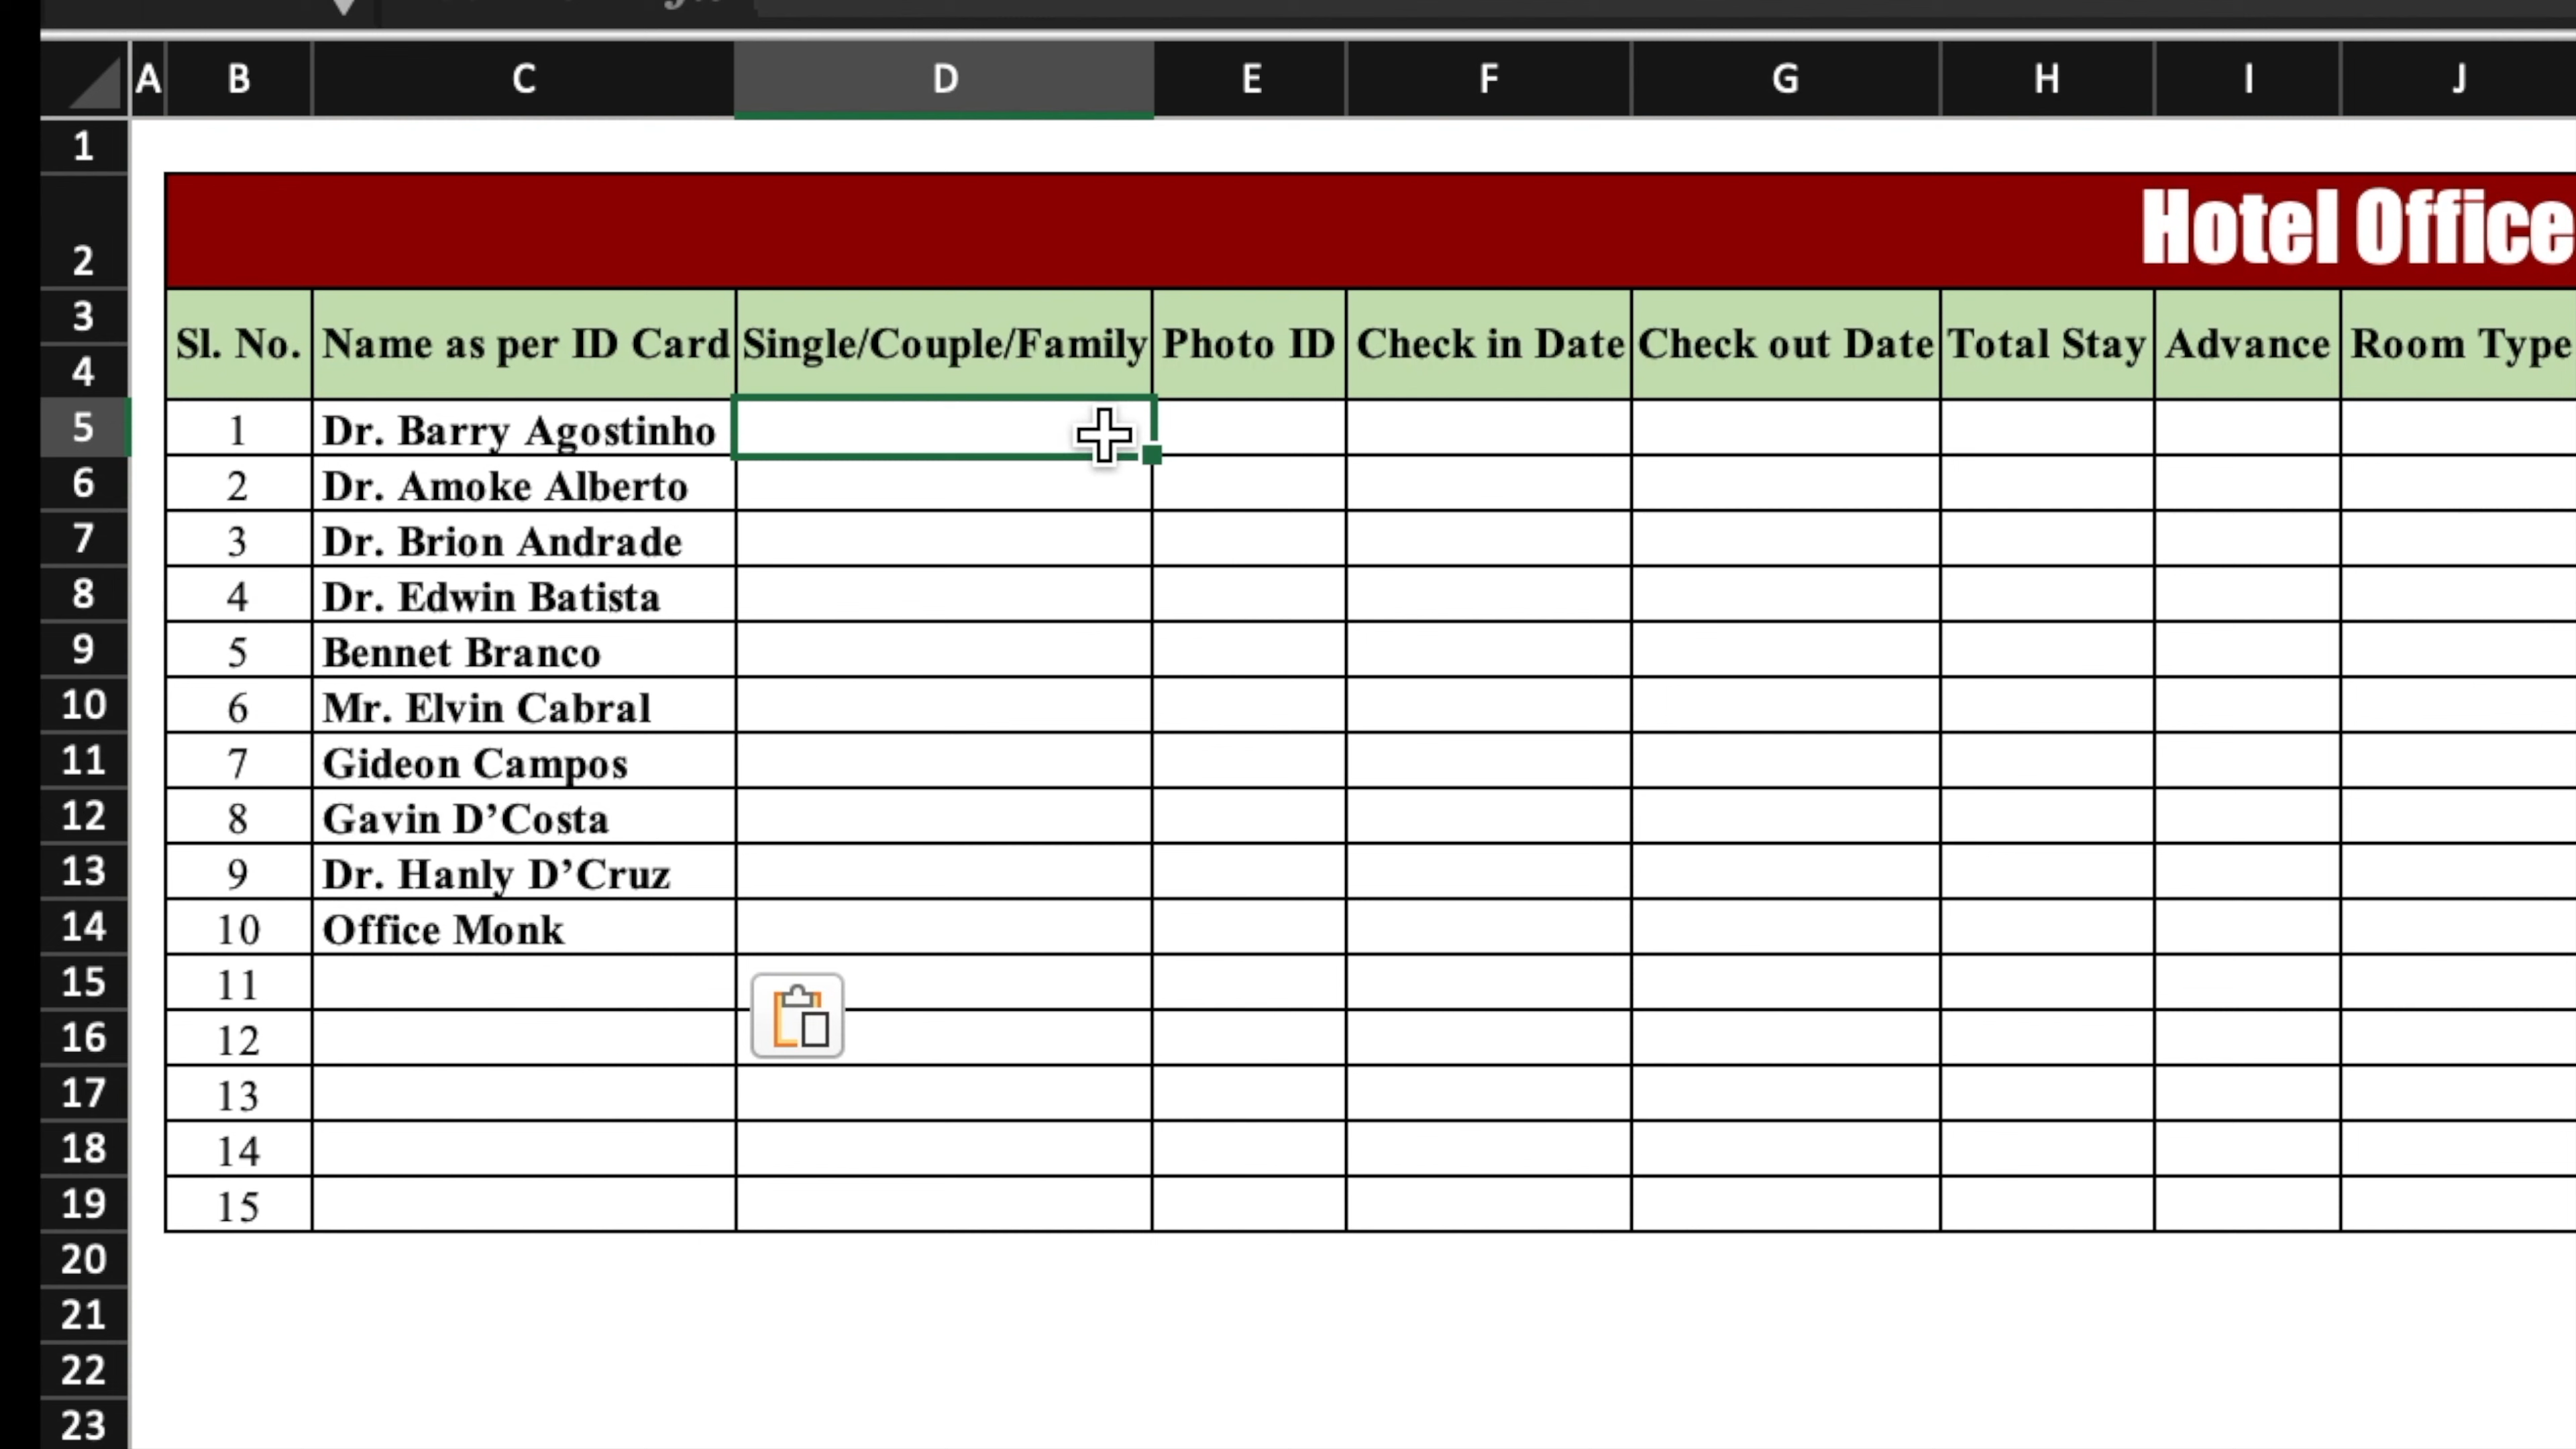 A B C D E F G H I J
1
2 Hotel Office
3
4
Sl. No. Name as per ID Card Single/Couple/Family Photo ID Check in Date Check out Date Total Stay Advance Room Type
5 1 Dr. Barry Agostinho
6 2 Dr. Amoke Alberto
7 3 Dr. Brion Andrade
8 4 Dr. Edwin Batista
9 5 Bennet Branco
10 6 Mr. Elvin Cabral
11 7 Gideon Campos
12 8 Gavin D’Costa
13 9 Dr. Hanly D’Cruz
14 10 Office Monk
15 11
16 12
17 13
18 14
19 15
20
21
22
23